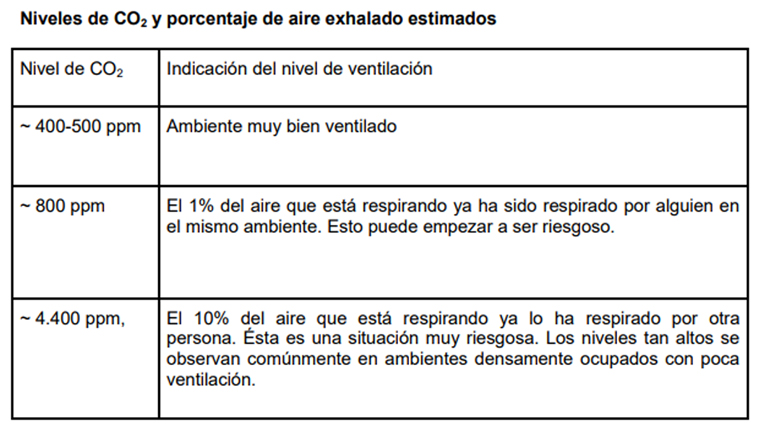 Niveles de CO₂ y porcentaje de aire exhalado estimados
Nivel de CO₂
Indicación del nivel de ventilación
~ 400-500 ppm
Ambiente muy bien ventilado
~ 800 ppm
El 1% del aire que está respirando ya ha sido respirado por alguien en
el mismo ambiente. Esto puede empezar a ser riesgoso.
~ 4.400 ppm,
El 10% del aire que está respirando ya lo ha respirado por otra
persona. Ésta es una situación muy riesgosa. Los niveles tan altos se
observan comúnmente en ambientes densamente ocupados con poca
ventilación.